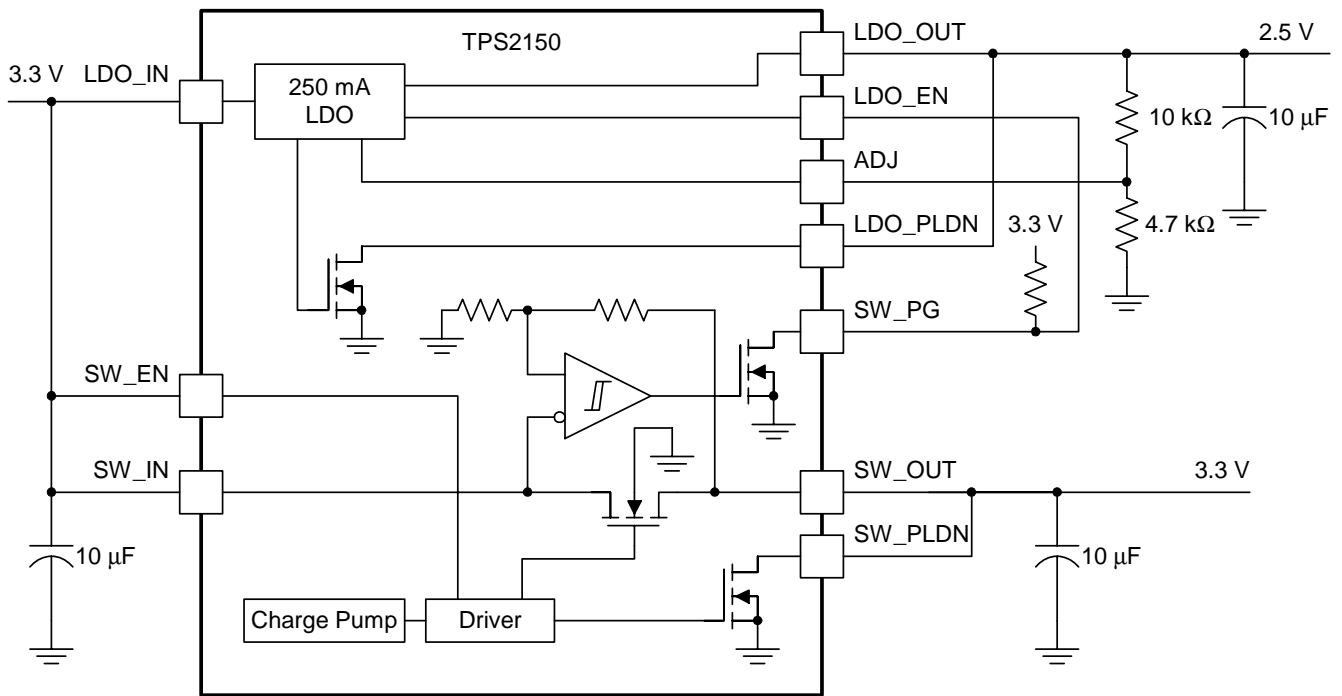 TPS2150
3.3 V
LDO_IN
250 mA
LDO
LDO_OUT
2.5 V
LDO_EN
10 kΩ
10 μF
ADJ
LDO_PLDN
3.3 V
4.7 kΩ
SW_PG
SW_EN
SW_IN
SW_OUT
3.3 V
SW_PLDN
10 μF
10 μF
Charge Pump
Driver